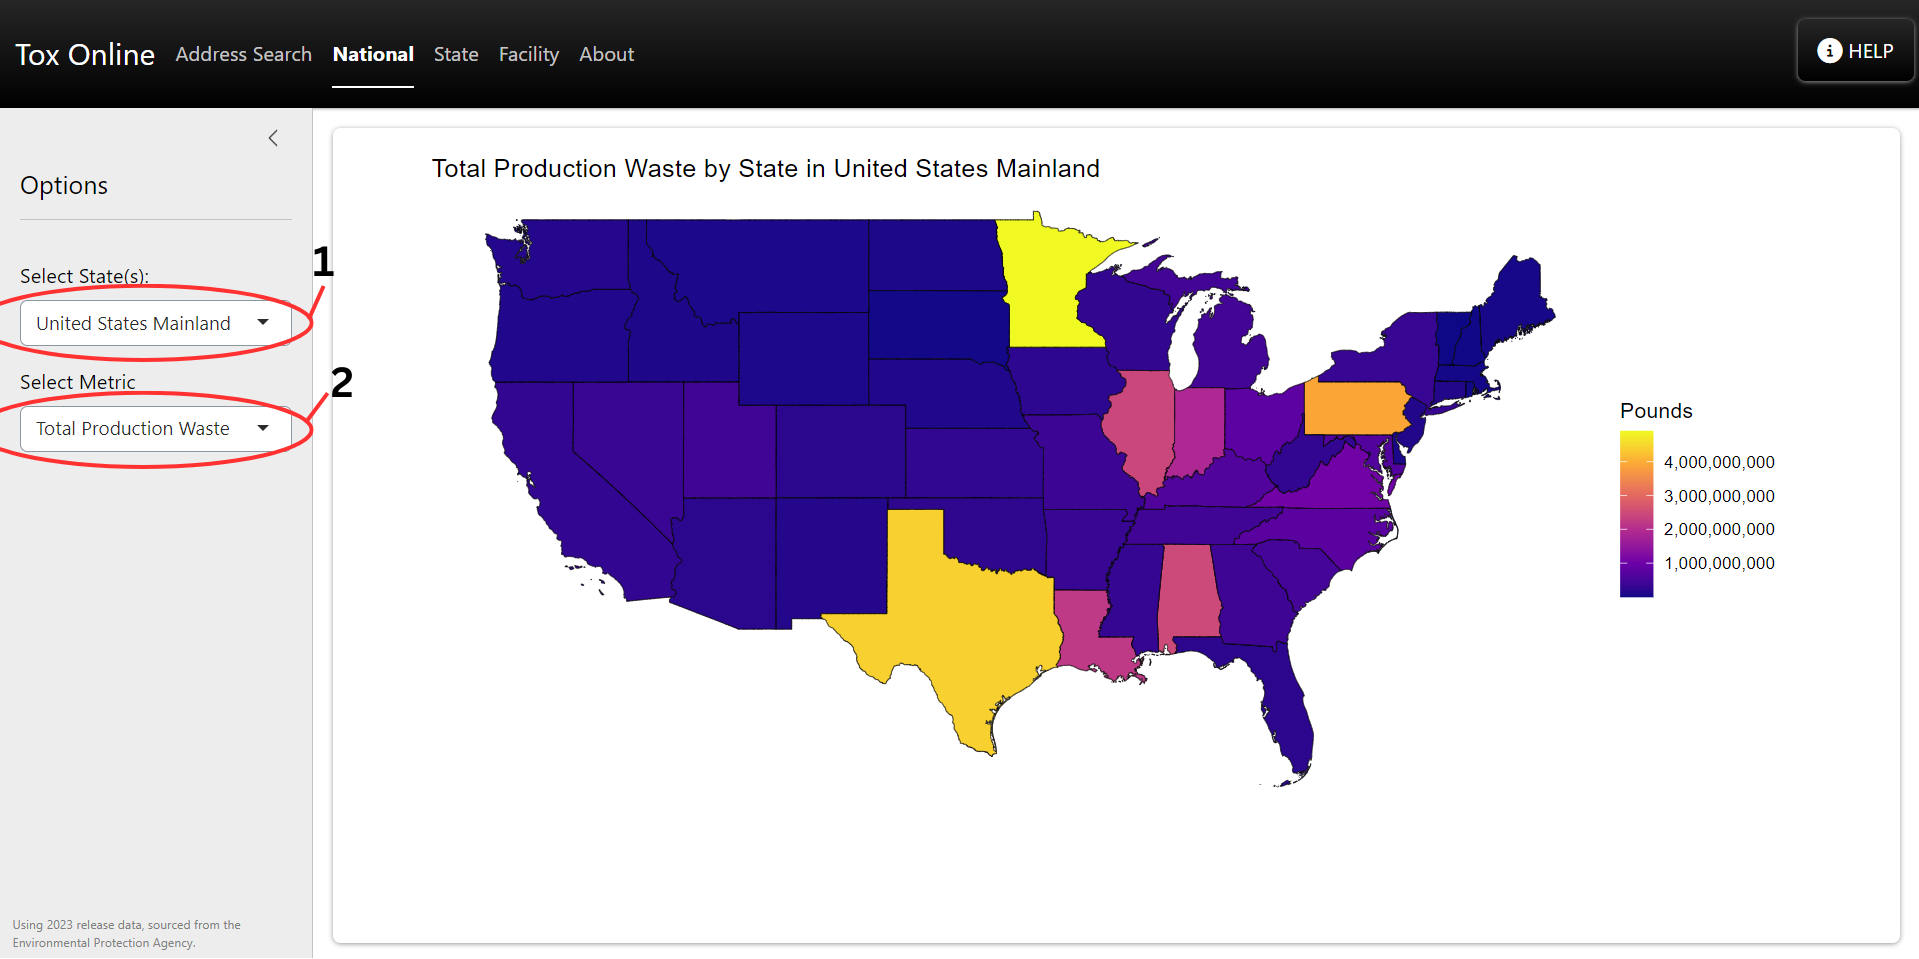 Tox Online Address Search National State Facility About HELP
Options
Select State(s):
1
United States Mainland
Select Metric
2
Total Production Waste
Using 2023 release data, sourced from the
Environmental Protection Agency.
Total Production Waste by State in United States Mainland
Pounds
4,000,000,000
3,000,000,000
2,000,000,000
1,000,000,000